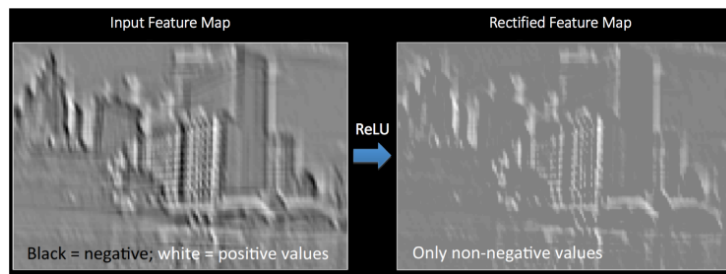 Input Feature Map
Rectified Feature Map
ReLU
Black = negative; white = positive values
Only non-negative values